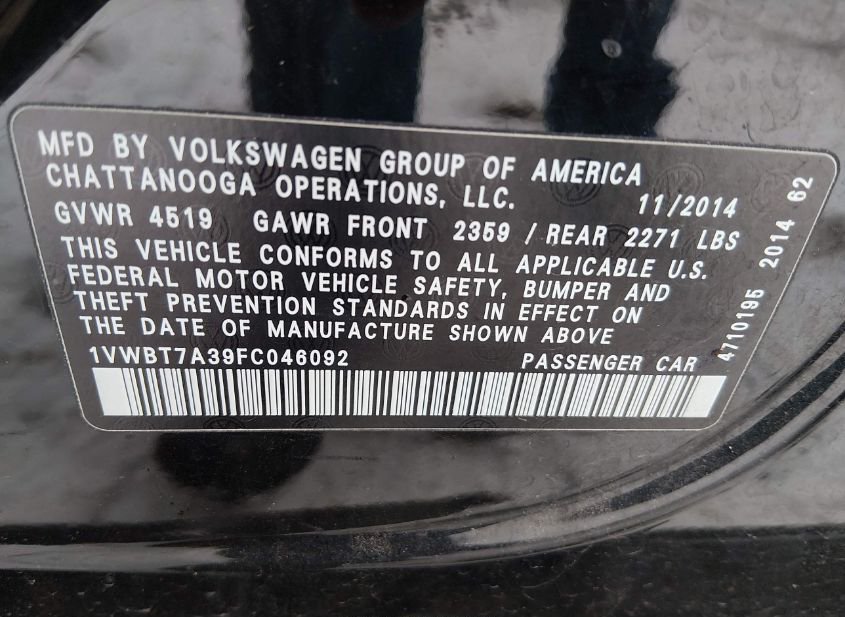 MFD BY VOLKSWAGEN GROUP OF AMERICA
CHATTANOOGA OPERATIONS, LLC. 11/2014
GVWR 4519 GAWR FRONT 2359 / REAR 2271 LBS
THIS VEHICLE CONFORMS TO ALL APPLICABLE U.S.
FEDERAL MOTOR VEHICLE SAFETY, BUMPER AND
THEFT PREVENTION STANDARDS IN EFFECT ON
THE DATE OF MANUFACTURE SHOWN ABOVE
1VWBT7A39FC046092 PASSENGER CAR
4710195 2014 62